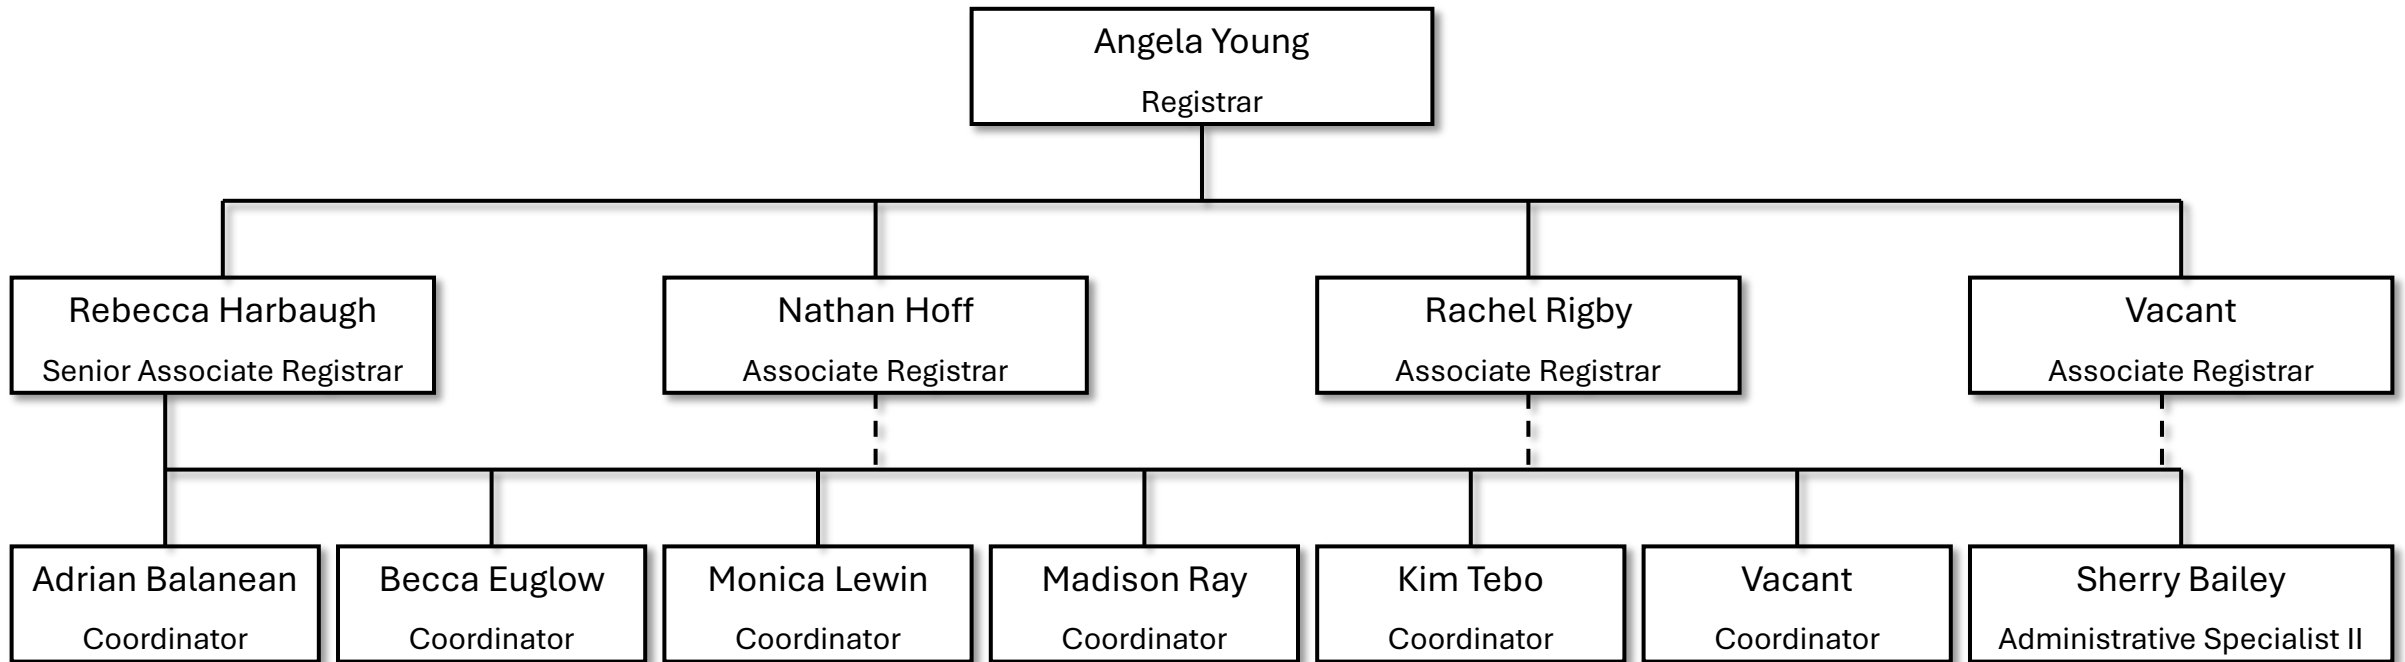 Angela Young
Registrar
Rebecca Harbaugh
Senior Associate Registrar
Nathan Hoff
Associate Registrar
Rachel Rigby
Associate Registrar
Vacant
Associate Registrar
Adrian Balanean
Coordinator
Becca Euglow
Coordinator
Monica Lewin
Coordinator
Madison Ray
Coordinator
Kim Tebo
Coordinator
Vacant
Coordinator
Sherry Bailey
Administrative Specialist II